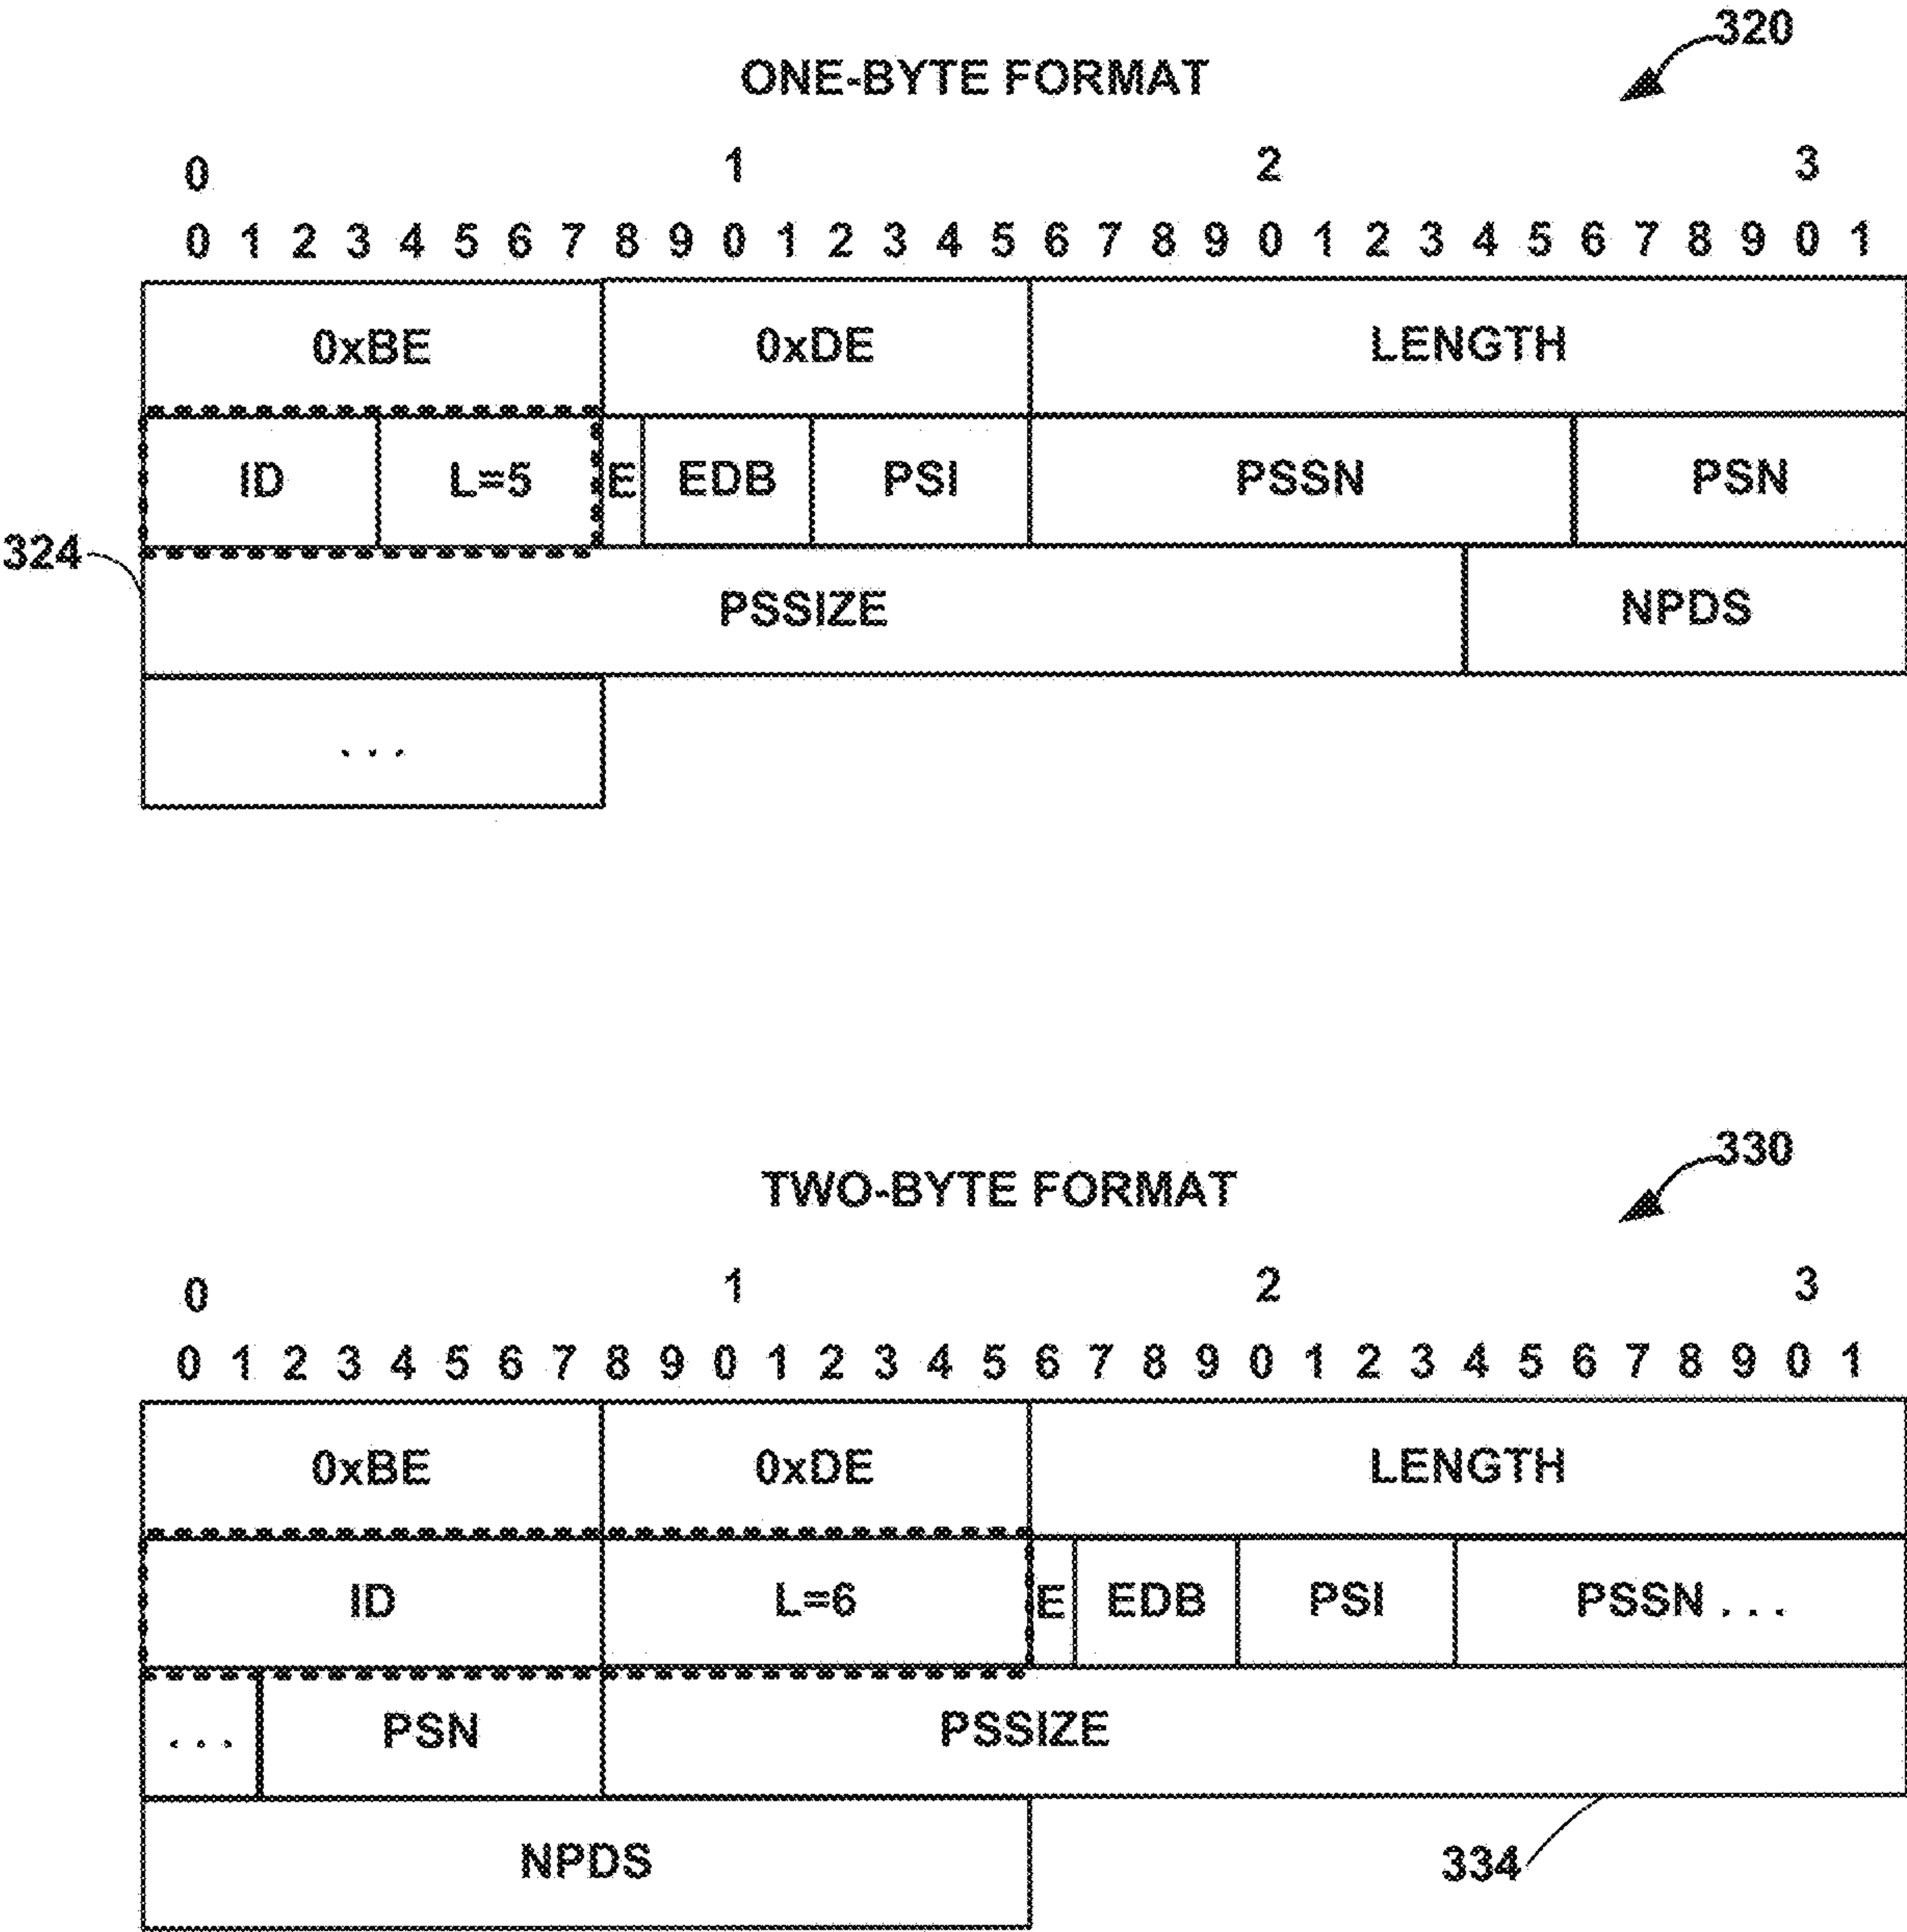 320
ONE-BYTE FORMAT
0 1 2 3
0 1 2 3 4 5 6 7 8 9 0 1 2 3 4 5 6 7 8 9 0 1 2 3 4 5 6 7 8 9 0 1
0xBE 0xDE LENGTH
ID L=5 E EDB PSI PSSN PSN
324
PSSIZE NPDS
. . .
330
TWO-BYTE FORMAT
0 1 2 3
0 1 2 3 4 5 6 7 8 9 0 1 2 3 4 5 6 7 8 9 0 1 2 3 4 5 6 7 8 9 0 1
0xBE 0xDE LENGTH
ID L=6 E EDB PSI PSSN . . .
. . . PSN PSSIZE
NPDS
334